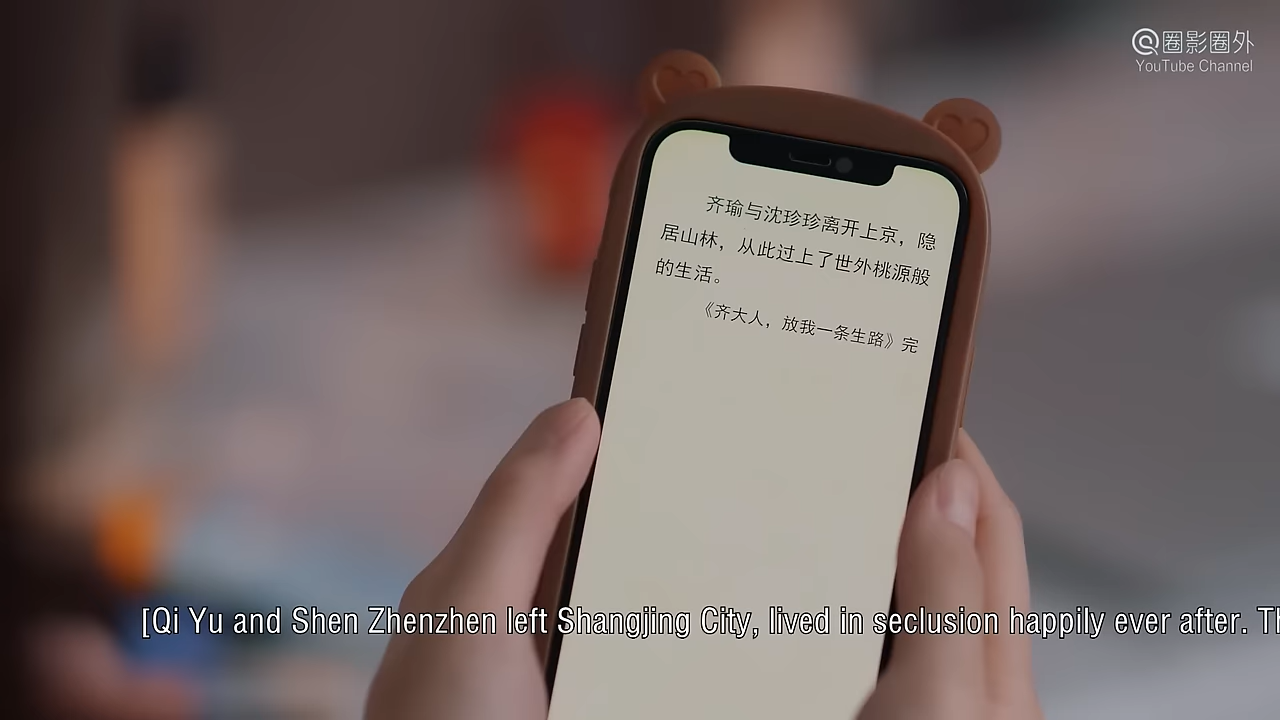 圈影圈外
YouTube Channel
齐瑜与沈珍珍离开上京，隐
居山林，从此过上了世外桃源般
的生活。
《齐大人，放我一条生路》完
[Qi Yu and Shen Zhenzhen left Shangjing City, lived in seclusion happily ever after. Th